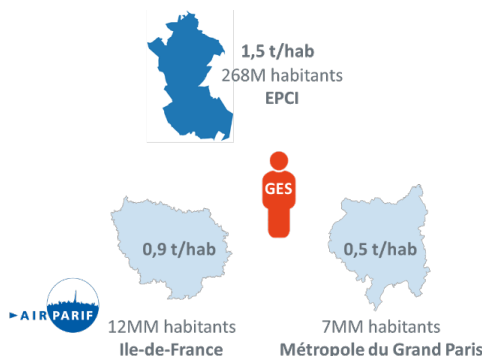 1,5 t/hab
268M habitants
EPCI
GES
0,9 t/hab
0,5 t/hab
AIRPARIF
12MM habitants
Ile-de-France
7MM habitants
Métropole du Grand Paris